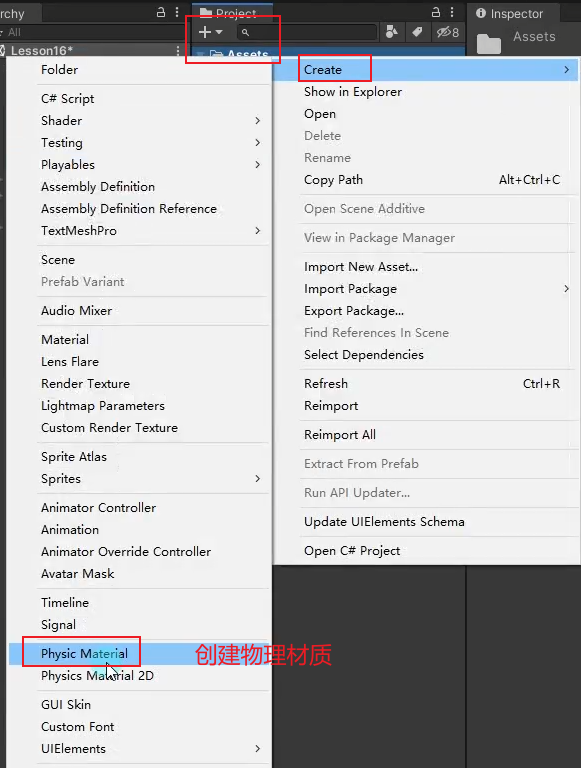 rchy
Project
Inspector
All
8
Assets
Lesson16*
Assets
Folder
C# Script
Shader
Testing
Playables
Assembly Definition
Assembly Definition Reference
TextMeshPro
Scene
Prefab Variant
Audio Mixer
Material
Lens Flare
Render Texture
Lightmap Parameters
Custom Render Texture
Sprite Atlas
Sprites
Animator Controller
Animation
Animator Override Controller
Avatar Mask
Timeline
Signal
Physic Material
创建物理材质
Physics Material 2D
GUI Skin
Custom Font
UIElements
Create
Show in Explorer
Open
Delete
Rename
Copy Path Alt+Ctrl+C
Open Scene Additive
View in Package Manager
Import New Asset...
Import Package
Export Package...
Find References In Scene
Select Dependencies
Refresh Ctrl+R
Reimport
Reimport All
Extract From Prefab
Run API Updater...
Update UIElements Schema
Open C# Project